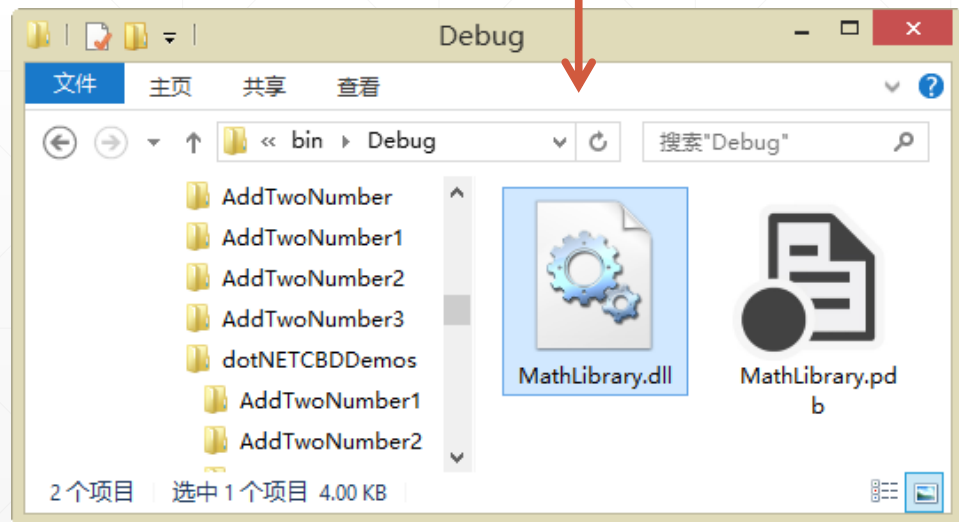 Debug
文件 主页 共享 查看
« bin Debug
搜索"Debug"
AddTwoNumber
AddTwoNumber1
AddTwoNumber2
AddTwoNumber3
dotNETCBDDemos
AddTwoNumber1
AddTwoNumber2
MathLibrary.dll
MathLibrary.pd
b
2 个项目 选中 1 个项目 4.00 KB